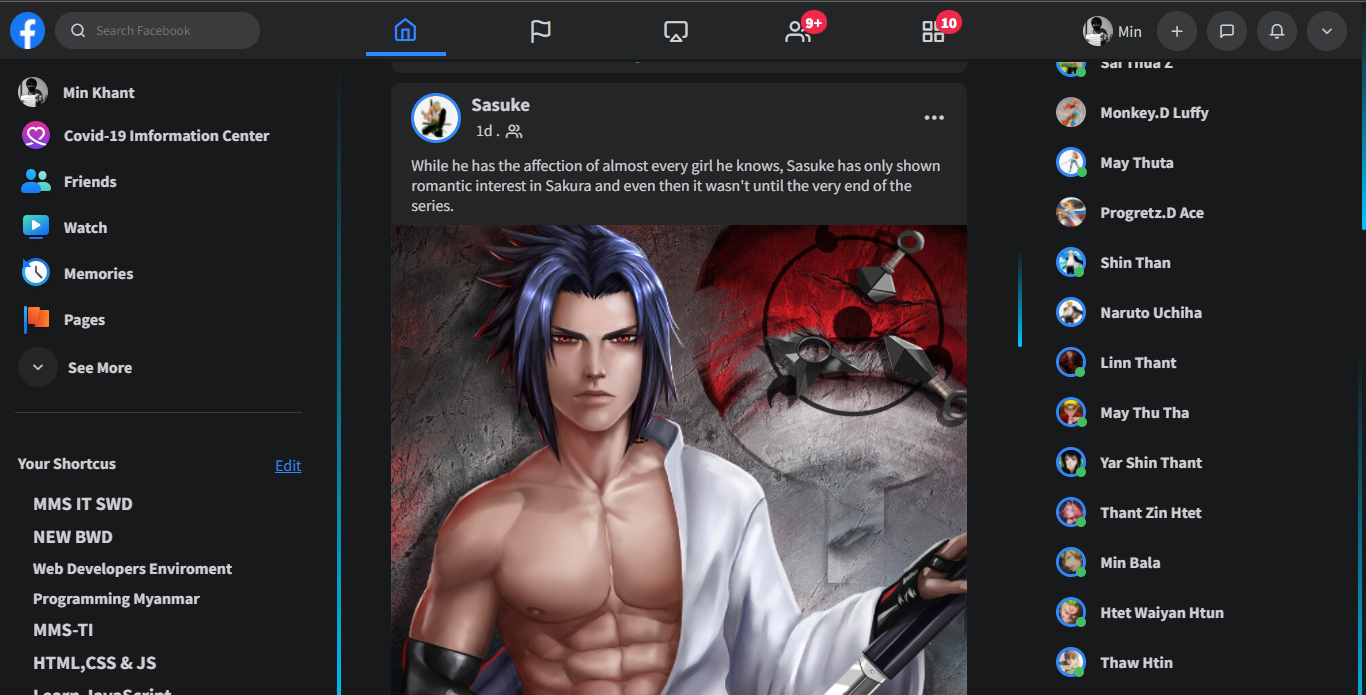 Search Facebook
9+
10
Min
Min Khant
Covid-19 Imformation Center
Friends
Watch
Memories
Pages
See More
Your Shortcus
Edit
MMS IT SWD
NEW BWD
Web Developers Enviroment
Programming Myanmar
MMS-TI
HTML,CSS & JS
Learn JavaScript
Sasuke
1d .
While he has the affection of almost every girl he knows, Sasuke has only shown
romantic interest in Sakura and even then it wasn't until the very end of the
series.
Sai Thua Z
Monkey.D Luffy
May Thuta
Progretz.D Ace
Shin Than
Naruto Uchiha
Linn Thant
May Thu Tha
Yar Shin Thant
Thant Zin Htet
Min Bala
Htet Waiyan Htun
Thaw Htin